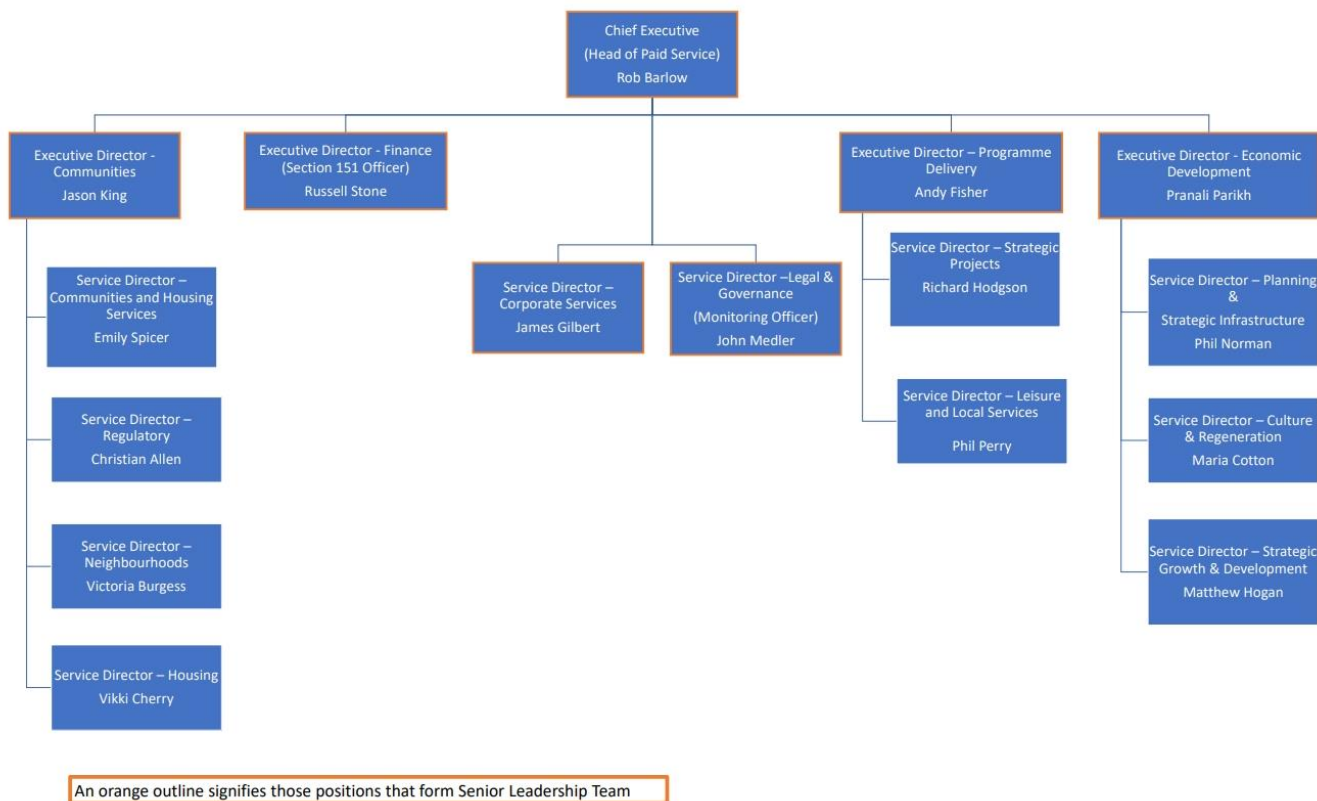 Chief Executive
(Head of Paid Service)
Rob Barlow
Executive Director -
Communities
Jason King
Executive Director - Finance
(Section 151 Officer)
Russell Stone
Executive Director – Programme
Delivery
Andy Fisher
Executive Director - Economic
Development
Pranali Parikh
Service Director –
Communities and Housing
Services
Emily Spicer
Service Director –
Regulatory
Christian Allen
Service Director –
Neighbourhoods
Victoria Burgess
Service Director – Housing
Vikki Cherry
Service Director –
Corporate Services
James Gilbert
Service Director –Legal &
Governance
(Monitoring Officer)
John Medler
Service Director – Strategic
Projects
Richard Hodgson
Service Director – Leisure
and Local Services
Phil Perry
Service Director – Planning
&
Strategic Infrastructure
Phil Norman
Service Director – Culture
& Regeneration
Maria Cotton
Service Director – Strategic
Growth & Development
Matthew Hogan
An orange outline signifies those positions that form Senior Leadership Team